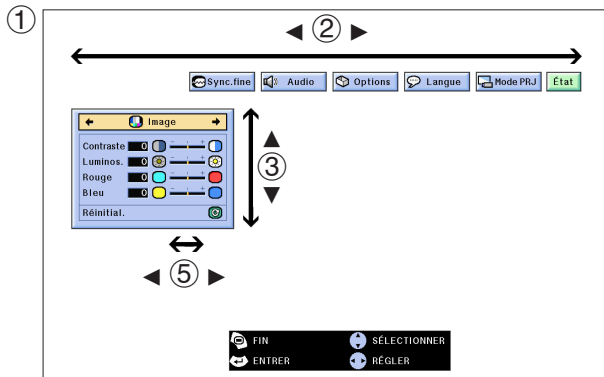 ①
◀ ② ▶
Sync.fine Audio Options Langue Mode PRJ État
Image
Contraste 0 - +
Luminos. 0 - +
Rouge 0 - +
Bleu 0 - +
Réinitial.
▲
③
▼
◀ ⑤ ▶
FIN SÉLECTIONNER
ENTRER RÉGLER